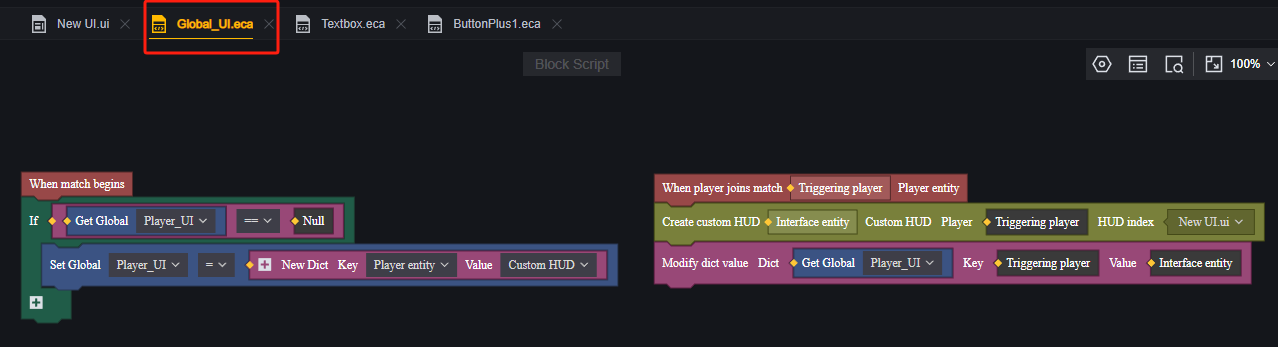 New UI.ui
Global_UI.eca
Textbox.eca
ButtonPlus1.eca
Block Script
100%
When match begins
If Get Global Player_UI == Null
Set Global Player_UI = New Dict Key Player entity Value Custom HUD
When player joins match Triggering player Player entity
Create custom HUD Interface entity Custom HUD Player Triggering player HUD index New UI.ui
Modify dict value Dict Get Global Player_UI Key Triggering player Value Interface entity